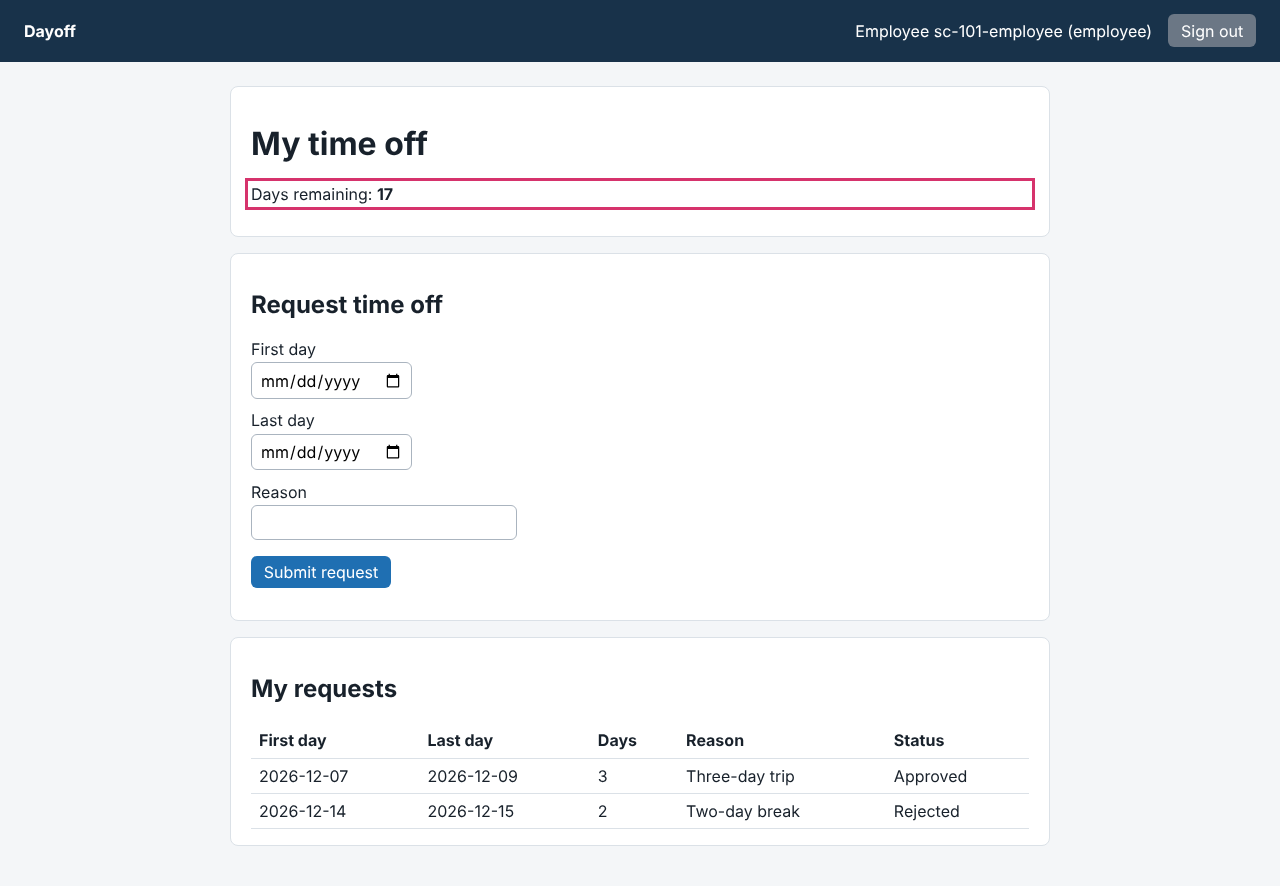 Dayoff
Employee sc-101-employee (employee) Sign out
My time off
Days remaining: 17
Request time off
First day
mm/dd/yyyy
Last day
mm/dd/yyyy
Reason
Submit request
My requests
First day Last day Days Reason Status
2026-12-07 2026-12-09 3 Three-day trip Approved
2026-12-14 2026-12-15 2 Two-day break Rejected